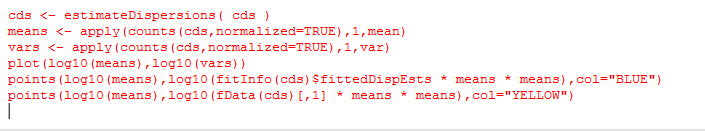 cds <- estimateDispersions( cds )
means <- apply(counts(cds,normalized=TRUE),1,mean)
vars <- apply(counts(cds,normalized=TRUE),1,var)
plot(log10(means),log10(vars))
points(log10(means),log10(fitInfo(cds)$fittedDispEsts * means * means),col="BLUE")
points(log10(means),log10(fData(cds)[,1] * means * means),col="YELLOW")